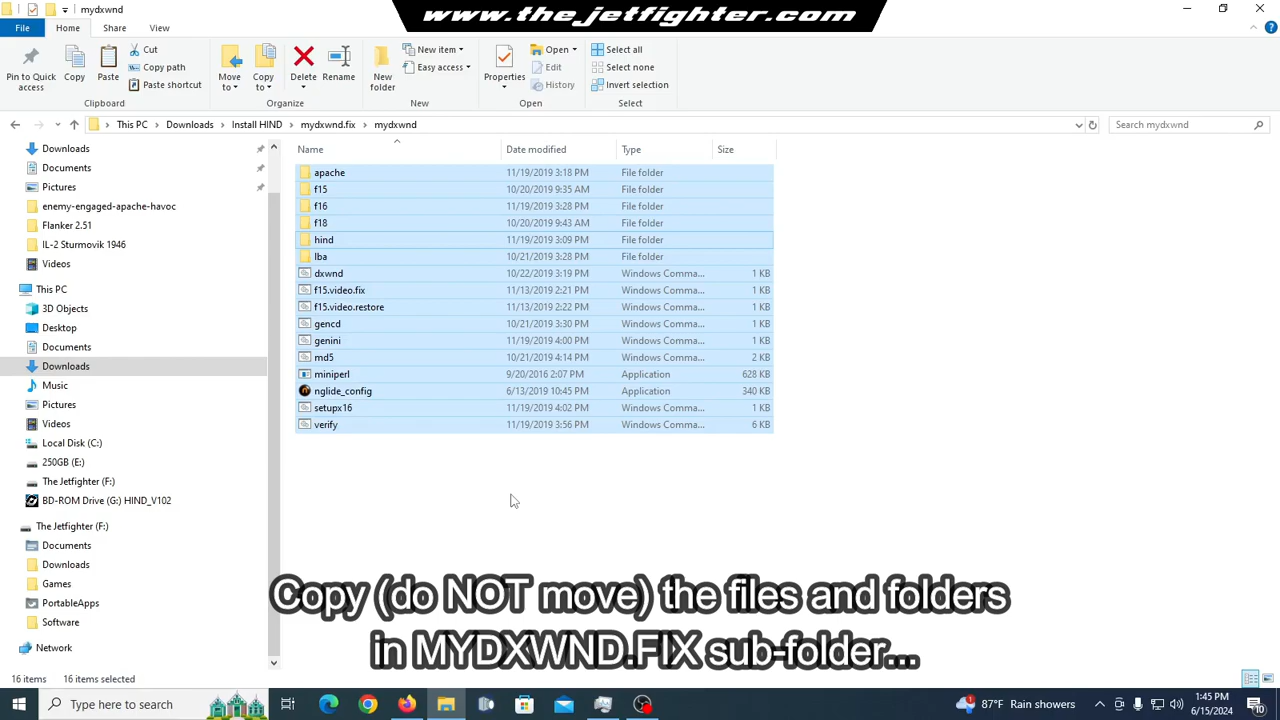 mydxwnd
www.thejetfighter.com
File
Home
Share
View
Pin to Quick access
Copy
Paste
Cut
Copy path
Paste shortcut
Clipboard
Move to
Copy to
Delete
Rename
Organize
New folder
New item
Easy access
New
Properties
Open
Edit
History
Open
Select all
Select none
Invert selection
Select
This PC > Downloads > Install HIND > mydxwnd.fix > mydxwnd
Search mydxwnd
Downloads
Documents
Pictures
enemy-engaged-apache-havoc
Flanker 2.51
IL-2 Sturmovik 1946
Videos
This PC
3D Objects
Desktop
Documents
Downloads
Music
Pictures
Videos
Local Disk (C:)
250GB (E:)
The Jetfighter (F:)
BD-ROM Drive (G:) HIND_V102
The Jetfighter (F:)
Documents
Downloads
Games
PortableApps
Software
Network
Name Date modified Type Size
apache 11/19/2019 3:18 PM File folder
f15 10/20/2019 9:35 AM File folder
f16 11/19/2019 3:28 PM File folder
f18 10/20/2019 9:43 AM File folder
hind 11/19/2019 3:09 PM File folder
lba 10/21/2019 3:28 PM File folder
dxwnd 10/22/2019 3:19 PM Windows Comma... 1 KB
f15.video.fix 11/13/2019 2:21 PM Windows Comma... 1 KB
f15.video.restore 11/13/2019 2:22 PM Windows Comma... 1 KB
gencd 10/21/2019 3:30 PM Windows Comma... 1 KB
genini 11/19/2019 4:00 PM Windows Comma... 1 KB
md5 10/21/2019 4:14 PM Windows Comma... 2 KB
miniperl 9/20/2016 2:07 PM Application 628 KB
nglide_config 6/13/2019 10:45 PM Application 340 KB
setupx16 11/19/2019 4:02 PM Windows Comma... 1 KB
verify 11/19/2019 3:56 PM Windows Comma... 6 KB
Copy (do NOT move) the files and folders
in MYDXWND.FIX sub-folder...
16 items 16 items selected
Type here to search
87°F Rain showers
1:45 PM
6/15/2024